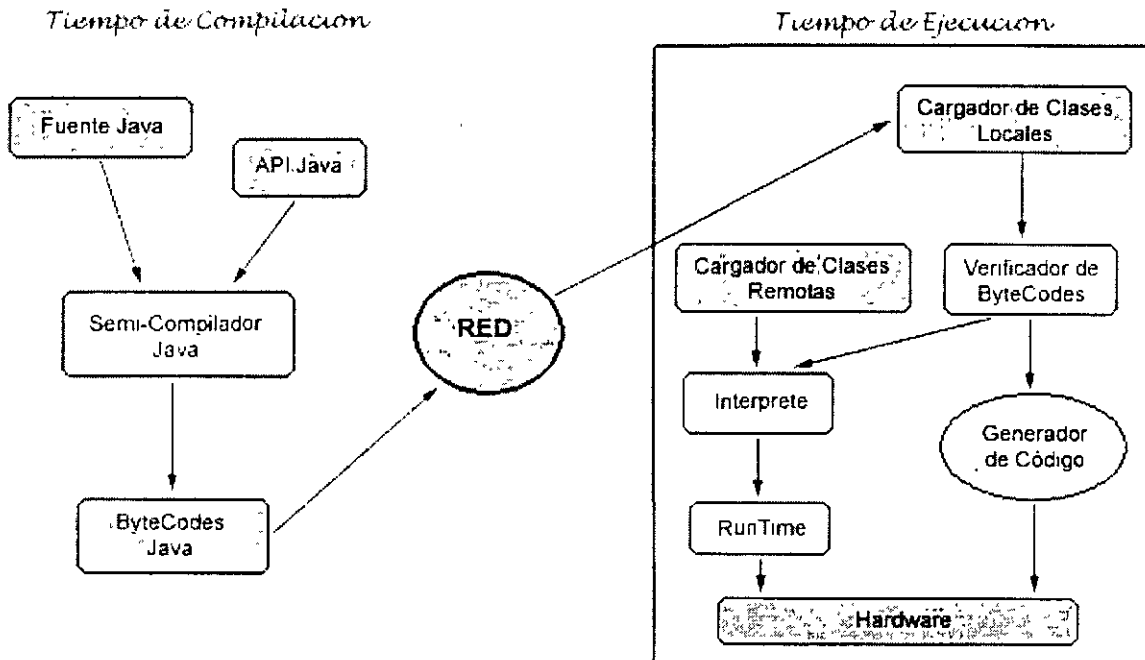 Tiempo de Compilacion
Tiempo de Ejecucion
Fuente Java
API Java
Semi-Compilador
Java
ByteCodes
Java
RED
Cargador de Clases
Locales
Cargador de Clases
Remotas
Verificador de
ByteCodes
Interprete
Generador
de Código
RunTime
Hardware